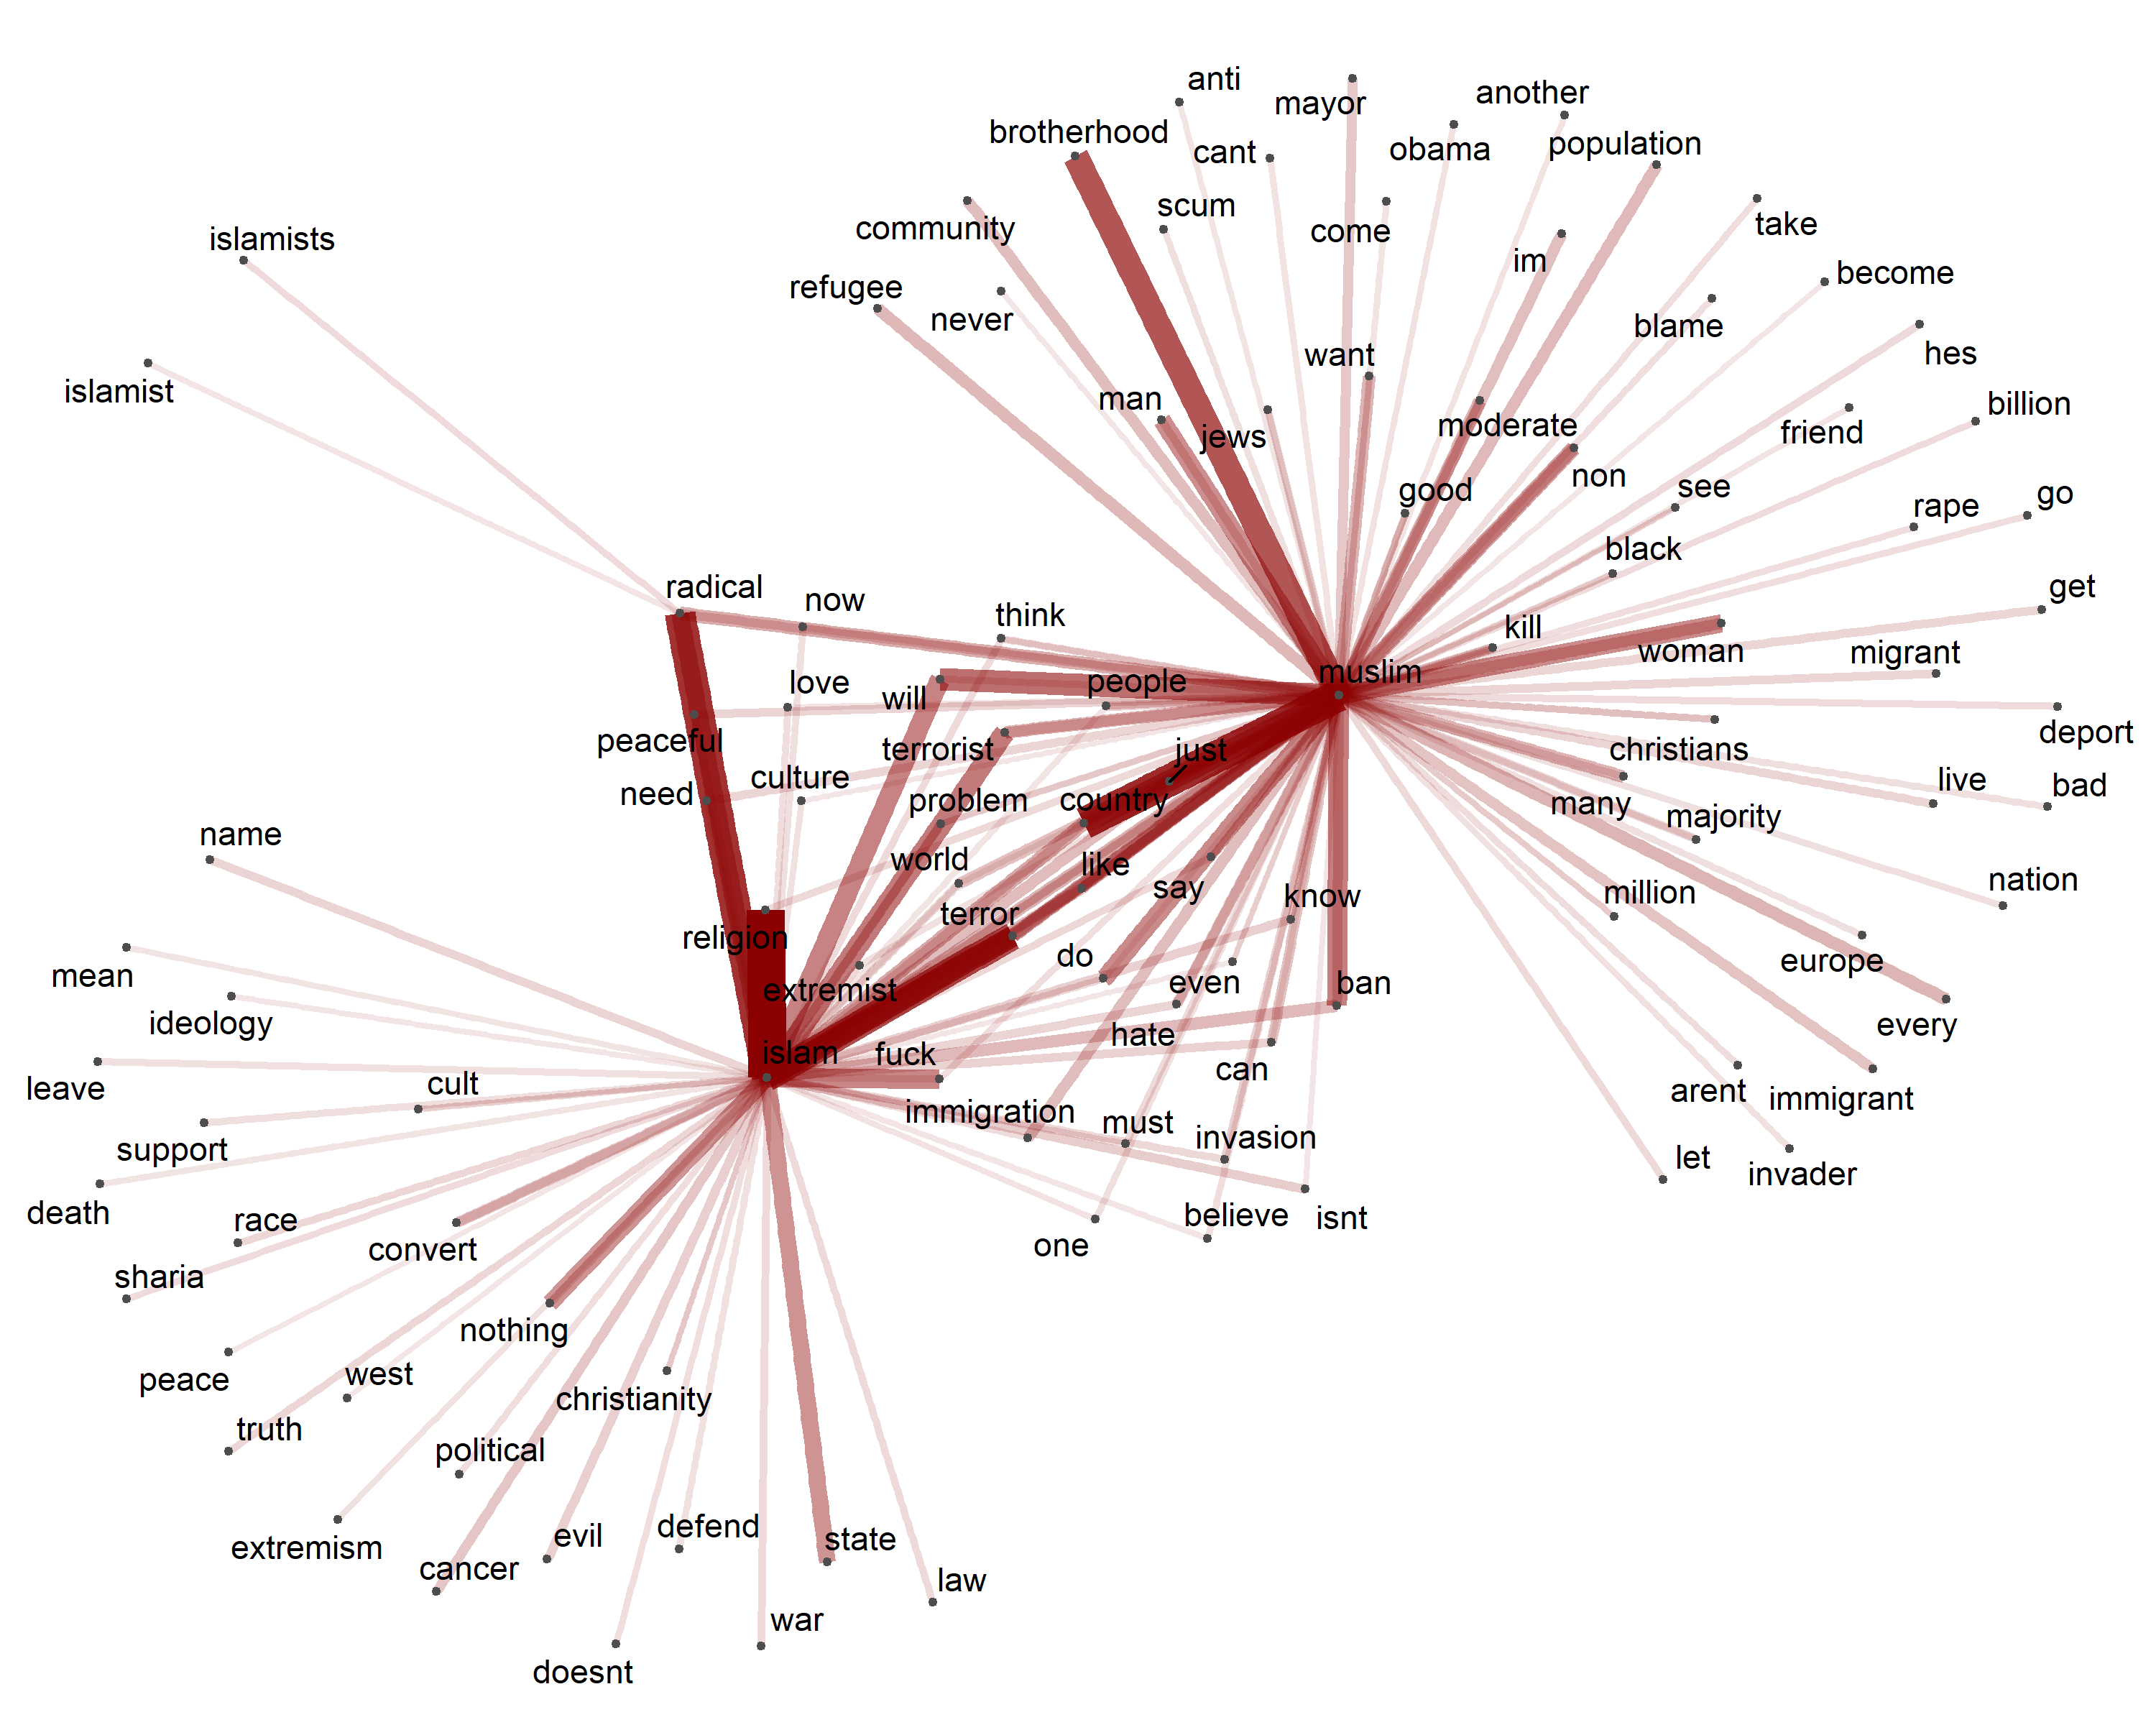 anti
mayor
another
brotherhood
cant
obama
population
scum
community
come
take
islamists
im
refugee
become
never
blame
want
hes
islamist
man
jews
moderate
friend
billion
non
good
see
rape
go
black
radical
now
think
kill
get
woman
migrant
muslim
love
will
people
peaceful
terrorist
just
christians
deport
need
culture
problem
country
many
majority
live
bad
name
world
like
say
know
million
nation
religion
terror
do
mean
extremist
even
ban
europe
ideology
every
islam
fuck
hate
can
leave
cult
immigration
must
invasion
arent
immigrant
support
death
race
convert
one
believe
isnt
let
invader
sharia
nothing
peace
west
christianity
truth
political
extremism
cancer
evil
defend
state
law
war
doesnt